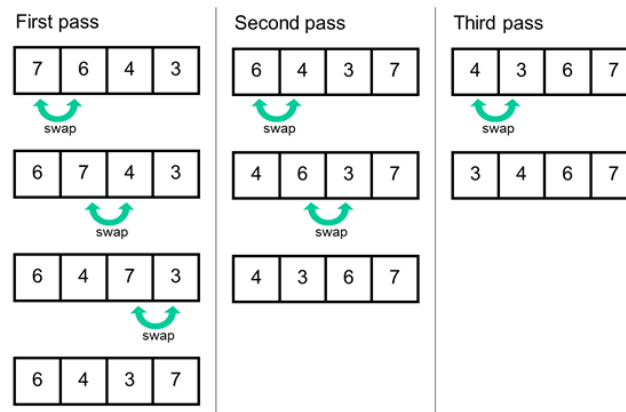 First pass
7 6 4 3
swap
6 7 4 3
swap
6 4 7 3
swap
6 4 3 7
Second pass
6 4 3 7
swap
4 6 3 7
swap
4 3 6 7
Third pass
4 3 6 7
swap
3 4 6 7